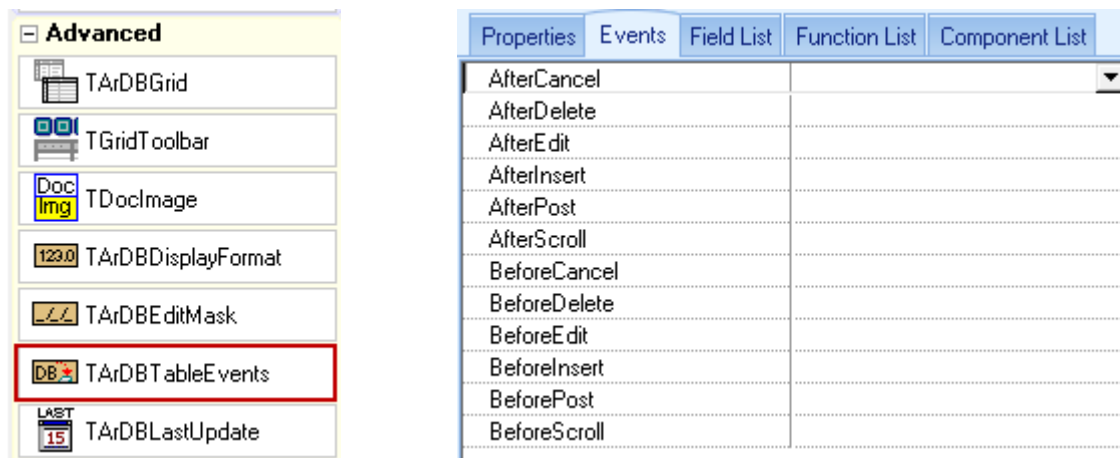 Advanced
TArDBGrid
TGridToolbar
Doc
Img
TDocImage
123.0
TArDBDisplayFormat
TArDBEditMask
DB
TArDBTableEvents
LAST
15
TArDBLastUpdate
Properties Events Field List Function List Component List
AfterCancel
AfterDelete
AfterEdit
AfterInsert
AfterPost
AfterScroll
BeforeCancel
BeforeDelete
BeforeEdit
BeforeInsert
BeforePost
BeforeScroll